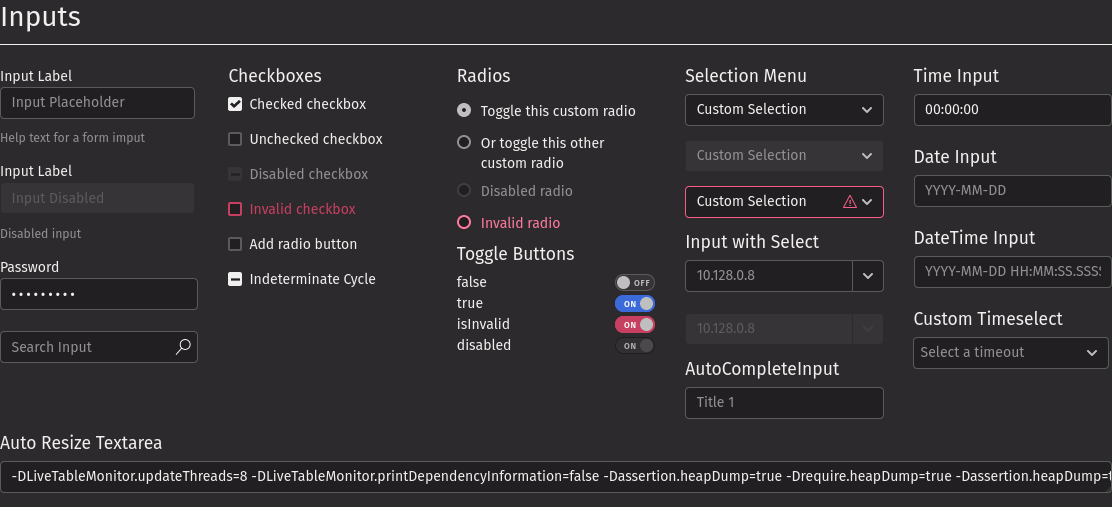 Inputs
Input Label
Input Placeholder
Help text for a form imput
Input Label
Input Disabled
Disabled input
Password
•••••••••
Search Input
Checkboxes
Checked checkbox
Unchecked checkbox
Disabled checkbox
Invalid checkbox
Add radio button
Indeterminate Cycle
Radios
Toggle this custom radio
Or toggle this other
custom radio
Disabled radio
Invalid radio
Toggle Buttons
false OFF
true ON
isInvalid ON
disabled ON
Selection Menu
Custom Selection
Custom Selection
Custom Selection
Input with Select
10.128.0.8
10.128.0.8
AutoCompleteInput
Title 1
Time Input
00:00:00
Date Input
YYYY-MM-DD
DateTime Input
YYYY-MM-DD HH:MM:SS.SSS
Custom Timeselect
Select a timeout
Auto Resize Textarea
-DLiveTableMonitor.updateThreads=8 -DLiveTableMonitor.printDependencyInformation=false -Dassertion.heapDump=true -Drequire.heapDump=true -Dassertion.heapDump=t